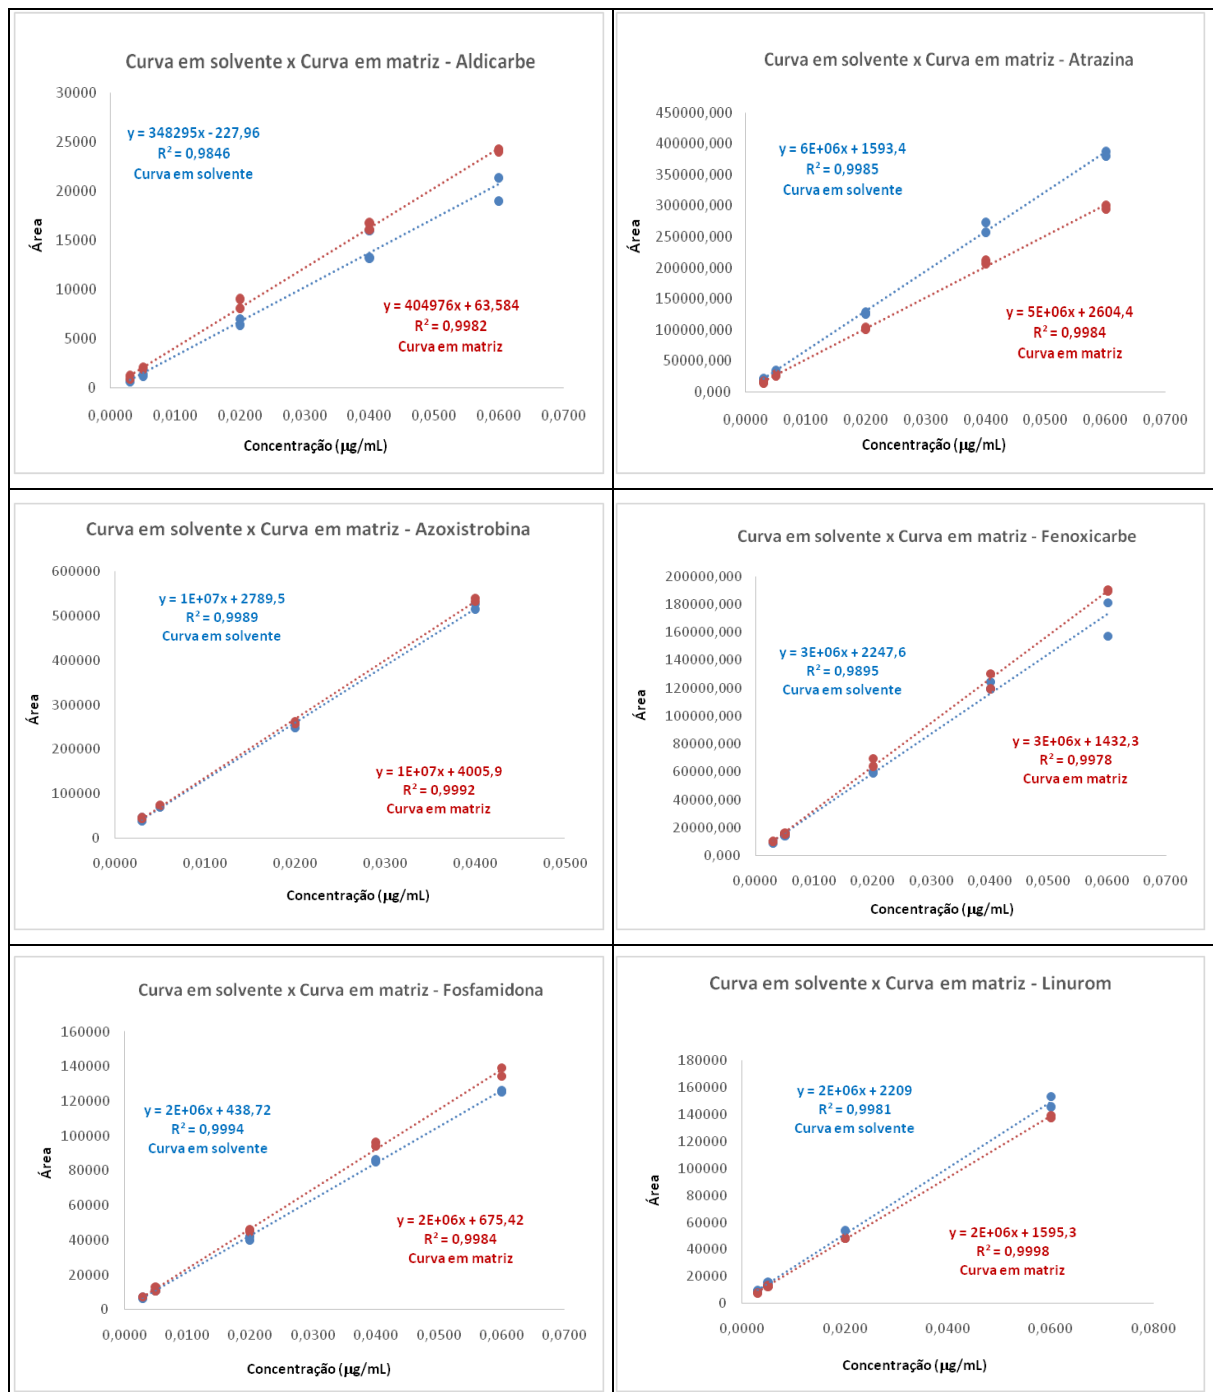 Curva em solvente x Curva em matriz - Aldicarbe
30000
25000
20000
15000
10000
5000
0
Área
y = 348295x - 227,96
R² = 0,9846
Curva em solvente
y = 404976x + 63,584
R² = 0,9982
Curva em matriz
0,0000 0,0100 0,0200 0,0300 0,0400 0,0500 0,0600 0,0700
Concentração (µg/mL)
Curva em solvente x Curva em matriz - Atrazina
450000,000
400000,000
350000,000
300000,000
250000,000
200000,000
150000,000
100000,000
50000,000
0,000
Área
y = 6E+06x + 1593,4
R² = 0,9985
Curva em solvente
y = 5E+06x + 2604,4
R² = 0,9984
Curva em matriz
0,0000 0,0100 0,0200 0,0300 0,0400 0,0500 0,0600 0,0700
Concentração (µg/mL)
Curva em solvente x Curva em matriz - Azoxistrobina
600000
500000
400000
300000
200000
100000
0
Área
y = 1E+07x + 2789,5
R² = 0,9989
Curva em solvente
y = 1E+07x + 4005,9
R² = 0,9992
Curva em matriz
0,0000 0,0100 0,0200 0,0300 0,0400 0,0500
Concentração (µg/mL)
Curva em solvente x Curva em matriz - Fenoxicarbe
200000,000
180000,000
160000,000
140000,000
120000,000
100000,000
80000,000
60000,000
40000,000
20000,000
0,000
Área
y = 3E+06x + 2247,6
R² = 0,9895
Curva em solvente
y = 3E+06x + 1432,3
R² = 0,9978
Curva em matriz
0,0000 0,0100 0,0200 0,0300 0,0400 0,0500 0,0600 0,0700
Concentração (µg/mL)
Curva em solvente x Curva em matriz - Fosfamidona
160000
140000
120000
100000
80000
60000
40000
20000
0
Área
y = 2E+06x + 438,72
R² = 0,9994
Curva em solvente
y = 2E+06x + 675,42
R² = 0,9984
Curva em matriz
0,0000 0,0100 0,0200 0,0300 0,0400 0,0500 0,0600 0,0700
Concentração (µg/mL)
Curva em solvente x Curva em matriz - Linurom
180000
160000
140000
120000
100000
80000
60000
40000
20000
0
Área
y = 2E+06x + 2209
R² = 0,9981
Curva em solvente
y = 2E+06x + 1595,3
R² = 0,9998
Curva em matriz
0,0000 0,0200 0,0400 0,0600 0,0800
Concentração (µg/mL)